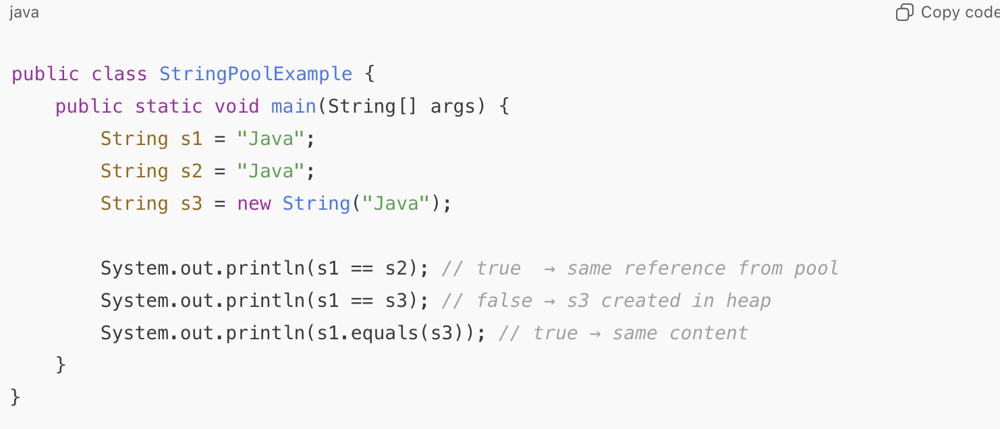 java
Copy code
public class StringPoolExample {
    public static void main(String[] args) {
        String s1 = "Java";
        String s2 = "Java";
        String s3 = new String("Java");

        System.out.println(s1 == s2); // true  → same reference from pool
        System.out.println(s1 == s3); // false → s3 created in heap
        System.out.println(s1.equals(s3)); // true → same content
    }
}